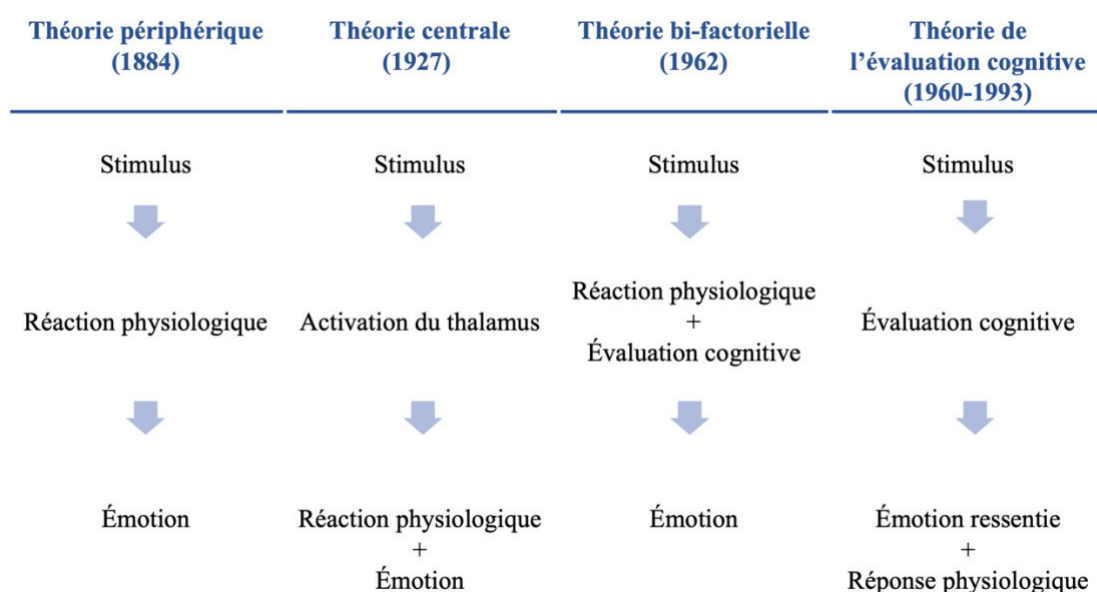 Théorie périphérique
(1884)
Théorie centrale
(1927)
Théorie bi-factorielle
(1962)
Théorie de
l’évaluation cognitive
(1960-1993)
Stimulus
Stimulus
Stimulus
Stimulus
Réaction physiologique
Activation du thalamus
Réaction physiologique
+
Évaluation cognitive
Évaluation cognitive
Émotion
Réaction physiologique
+
Émotion
Émotion
Émotion ressentie
+
Réponse physiologique